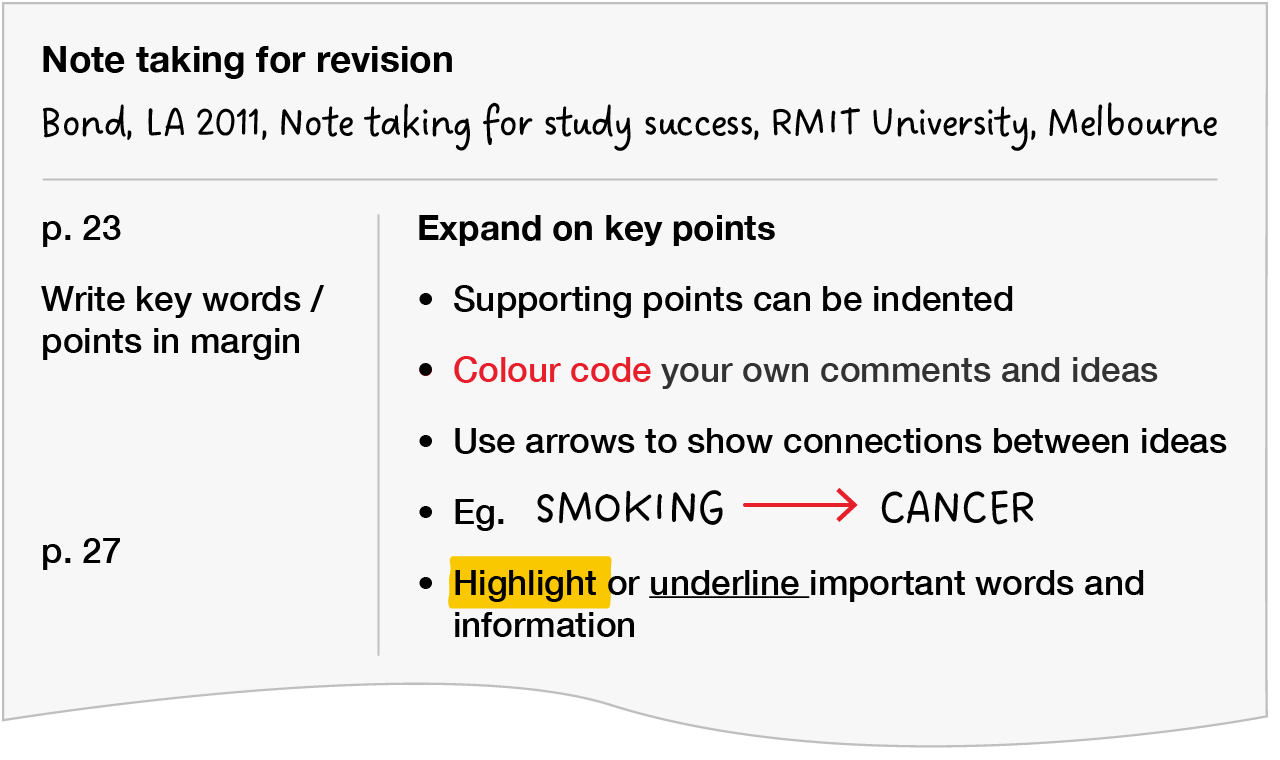 Note taking for revision
Bond, LA 2011, Note taking for study success, RMIT University, Melbourne
p. 23
Write key words /
points in margin
p. 27
Expand on key points
• Supporting points can be indented
• Colour code your own comments and ideas
• Use arrows to show connections between ideas
• Eg. SMOKING → CANCER
• Highlight or underline important words and
information